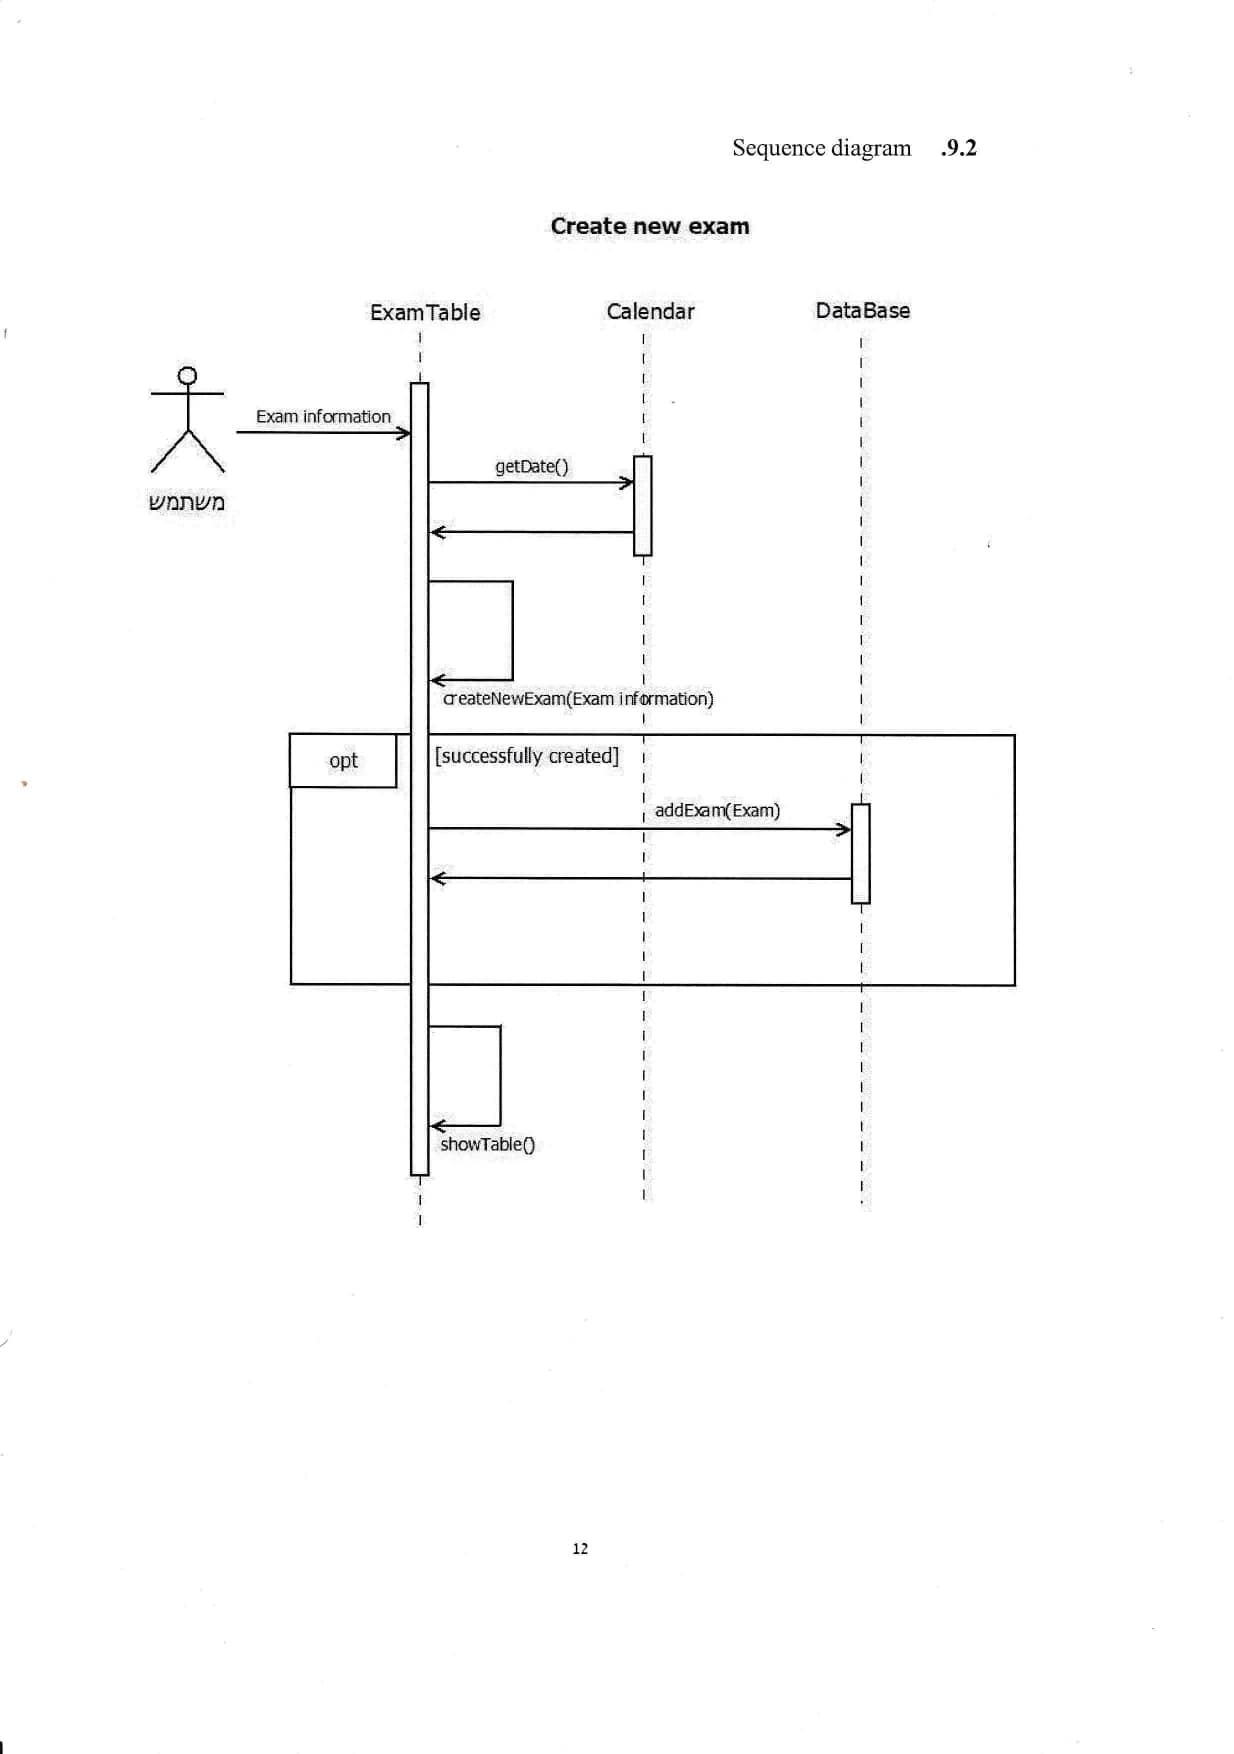 Sequence diagram .9.2
Create new exam
ExamTable Calendar DataBase
Exam information
getDate()
משתמש
createNewExam(Exam information)
opt [successfully created]
addExam(Exam)
showTable()
12